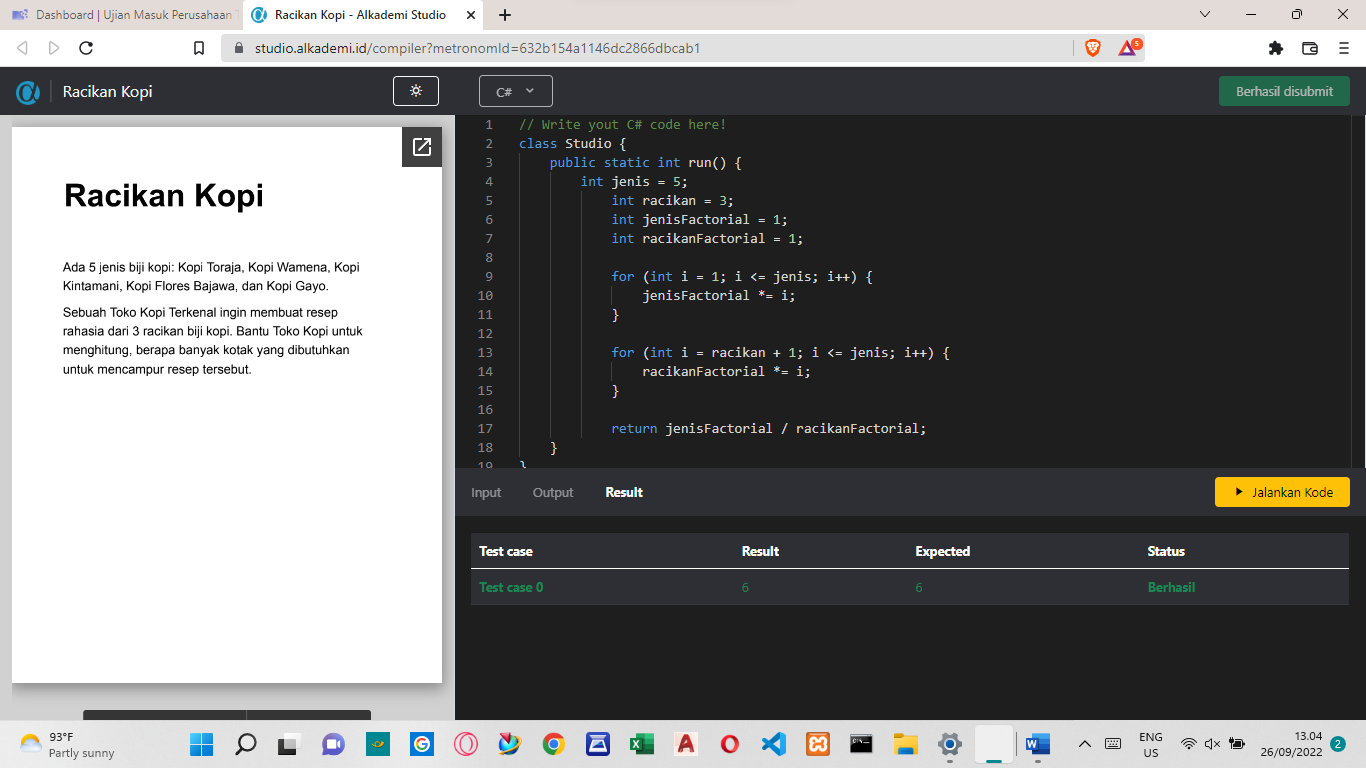 Dashboard | Ujian Masuk Perusahaan
Racikan Kopi - Alkademi Studio
studio.alkademi.id/compiler?metronomId=632b154a1146dc2866dbcab1
5
Racikan Kopi
C#
Berhasil disubmit
Racikan Kopi
Ada 5 jenis biji kopi: Kopi Toraja, Kopi Wamena, Kopi
Kintamani, Kopi Flores Bajawa, dan Kopi Gayo.
Sebuah Toko Kopi Terkenal ingin membuat resep
rahasia dari 3 racikan biji kopi. Bantu Toko Kopi untuk
menghitung, berapa banyak kotak yang dibutuhkan
untuk mencampur resep tersebut.
1 // Write yout C# code here!
2 class Studio {
3 public static int run() {
4 int jenis = 5;
5 int racikan = 3;
6 int jenisFactorial = 1;
7 int racikanFactorial = 1;
8
9 for (int i = 1; i <= jenis; i++) {
10 jenisFactorial *= i;
11 }
12
13 for (int i = racikan + 1; i <= jenis; i++) {
14 racikanFactorial *= i;
15 }
16
17 return jenisFactorial / racikanFactorial;
18 }
19 }
Input Output Result
Jalankan Kode
Test case Result Expected Status
Test case 0 6 6 Berhasil
93°F
Partly sunny
ENG
US
13.04
26/09/2022
2